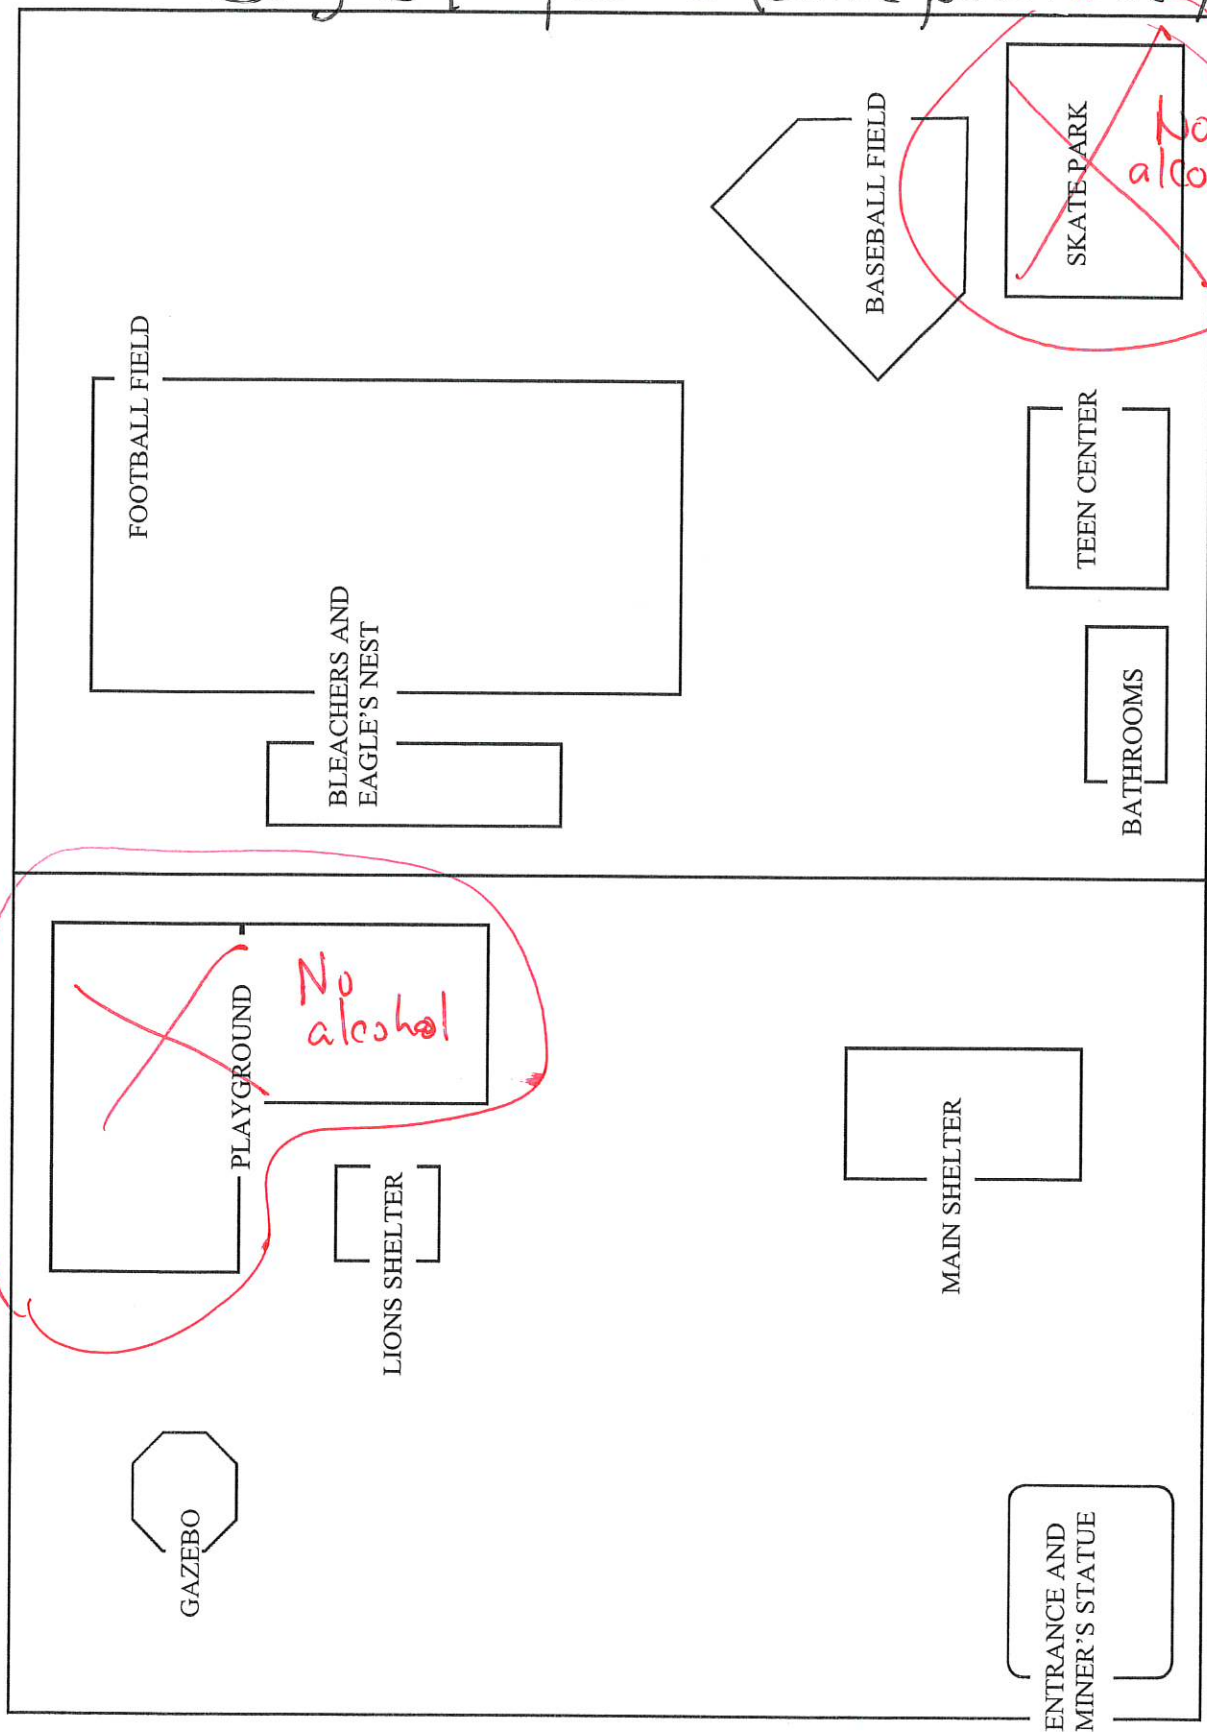 FOOTBALL FIELD
BASEBALL FIELD
SKATE PARK
No
BLEACHERS AND
EAGLE'S NEST
TEEN CENTER
BATHROOMS
PLAYGROUND
No
alcohol
LIONS SHELTER
MAIN SHELTER
GAZEBO
ENTRANCE AND
MINER'S STATUE